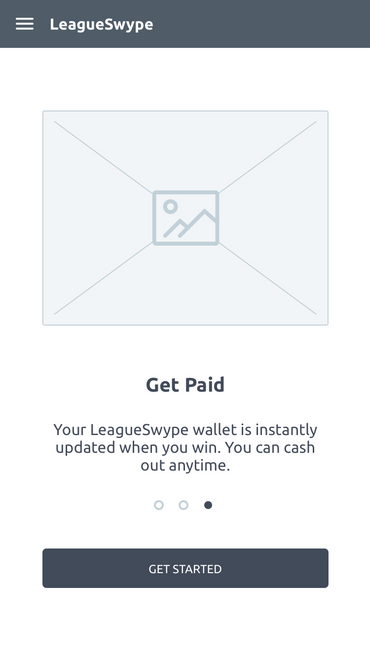 LeagueSwype
Get Paid
Your LeagueSwype wallet is instantly
updated when you win. You can cash
out anytime.
GET STARTED